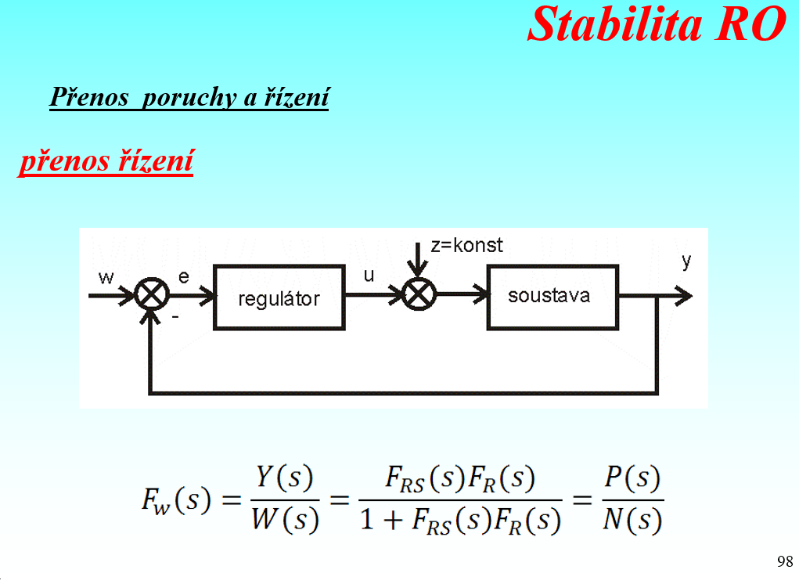 Stabilita RO
Přenos poruchy a řízení
přenos řízení
z=konst
w
e
u
y
regulátor
soustava
-
F_w(s) = Y(s)/W(s) = F_RS(s)F_R(s)/(1 + F_RS(s)F_R(s)) = P(s)/N(s)
98